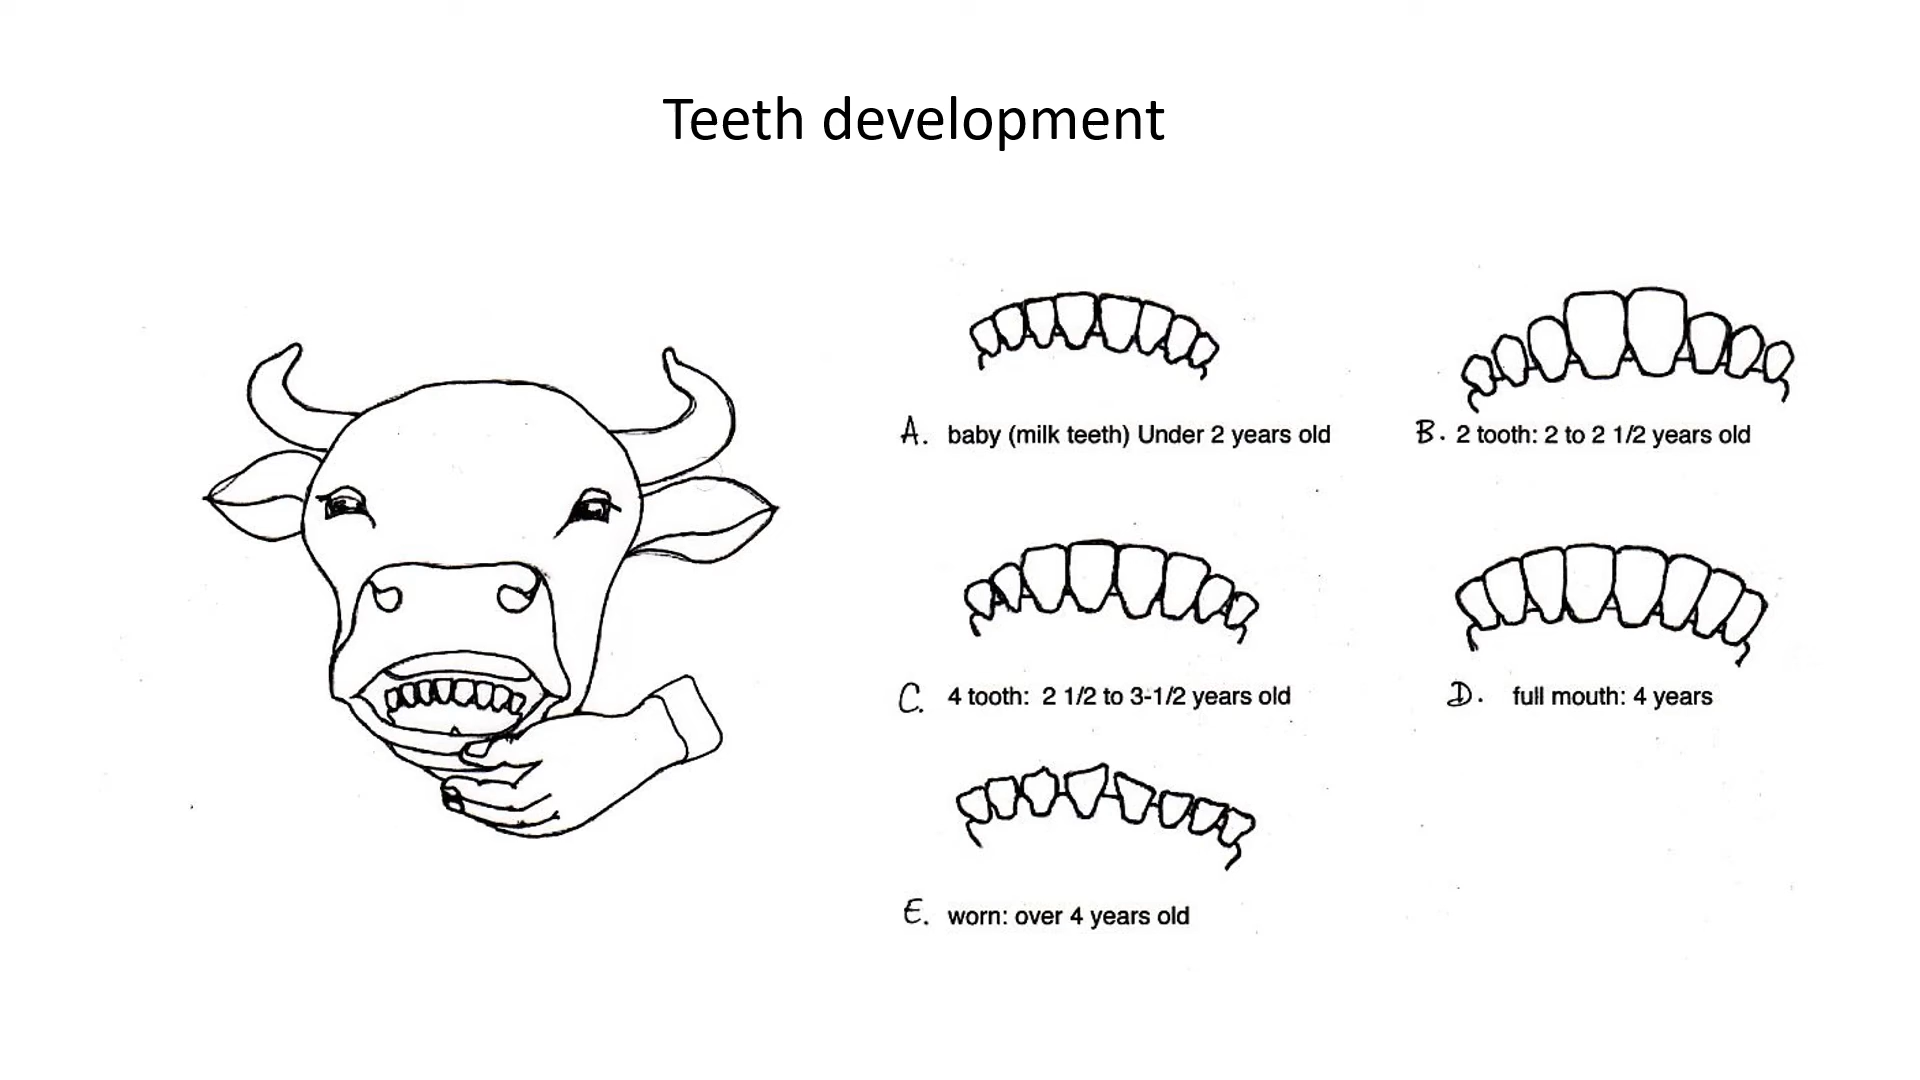 Teeth development
A. baby (milk teeth) Under 2 years old
B. 2 tooth: 2 to 2 1/2 years old
C. 4 tooth: 2 1/2 to 3-1/2 years old
D. full mouth: 4 years
E. worn: over 4 years old